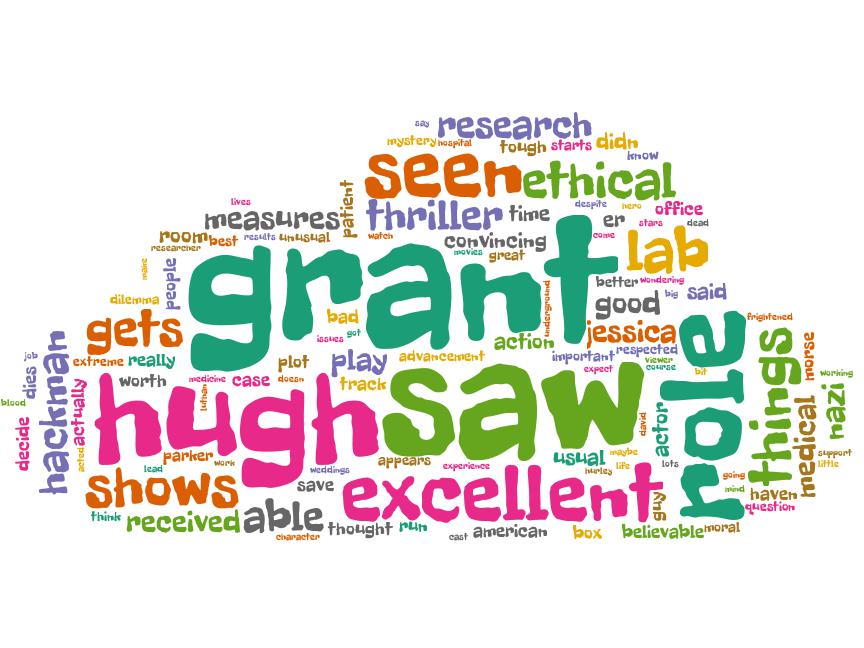 say research
mystery hospital tough starts didn
know
seen ethical
lives patient despite hero office
measures thriller time er stars dead
room best results unusual watch convincing come lab
researcher movies great
maine people grant better wondering
dilemma underground good big said
bad frightened
gets got jessica
issues action
job hackman extreme really plot play advancement important respected role things morse
viewer
worth medicine case doesn track expect course bit working
dies luthan
blood hugh saw nazi
actually david actor medical
decide acted parker appears usual maybe support
lead work weddings experience hurley life lots little
shows save excellent guy going
mind haven
think received able question
thought run american box believable moral
character cast